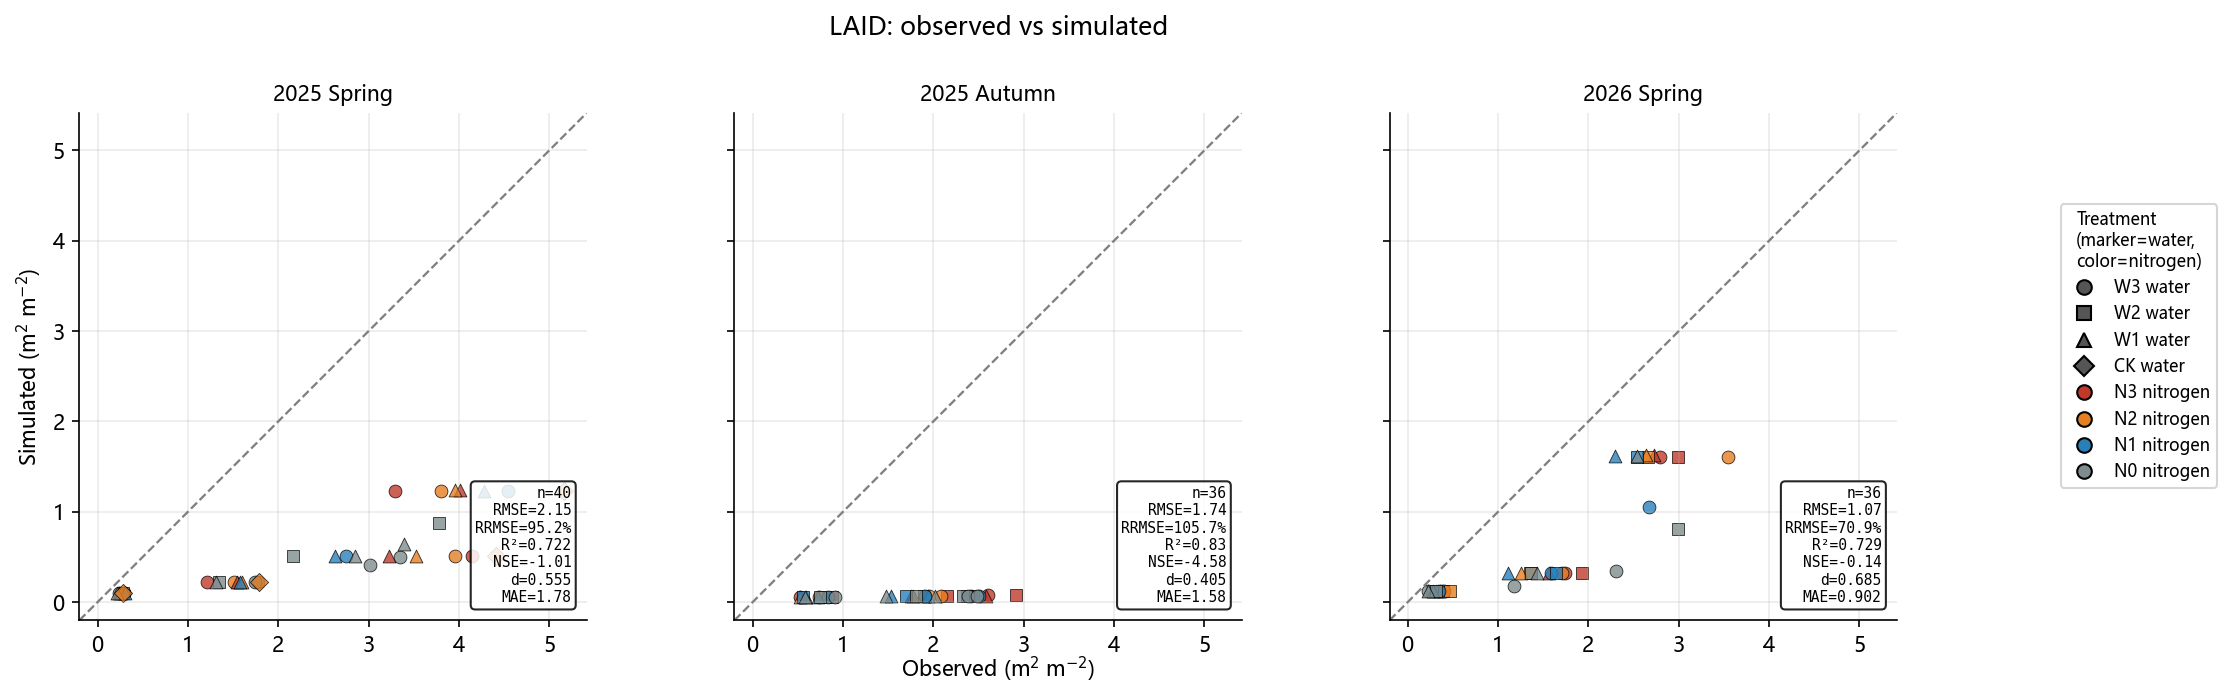 LAID: observed vs simulated
2025 Spring
2025 Autumn
2026 Spring
Simulated (m² m⁻²)
5
4
3
2
1
0
n=40
RMSE=2.15
RRMSE=95.2%
R²=0.722
NSE=-1.01
d=0.555
MAE=1.78
0 1 2 3 4 5
n=36
RMSE=1.74
RRMSE=105.7%
R²=0.83
NSE=-4.58
d=0.405
MAE=1.58
0 1 2 3 4 5
n=36
RMSE=1.07
RRMSE=70.9%
R²=0.729
NSE=-0.14
d=0.685
MAE=0.902
0 1 2 3 4 5
Observed (m² m⁻²)
Treatment
(marker=water,
color=nitrogen)
W3 water
W2 water
W1 water
CK water
N3 nitrogen
N2 nitrogen
N1 nitrogen
N0 nitrogen